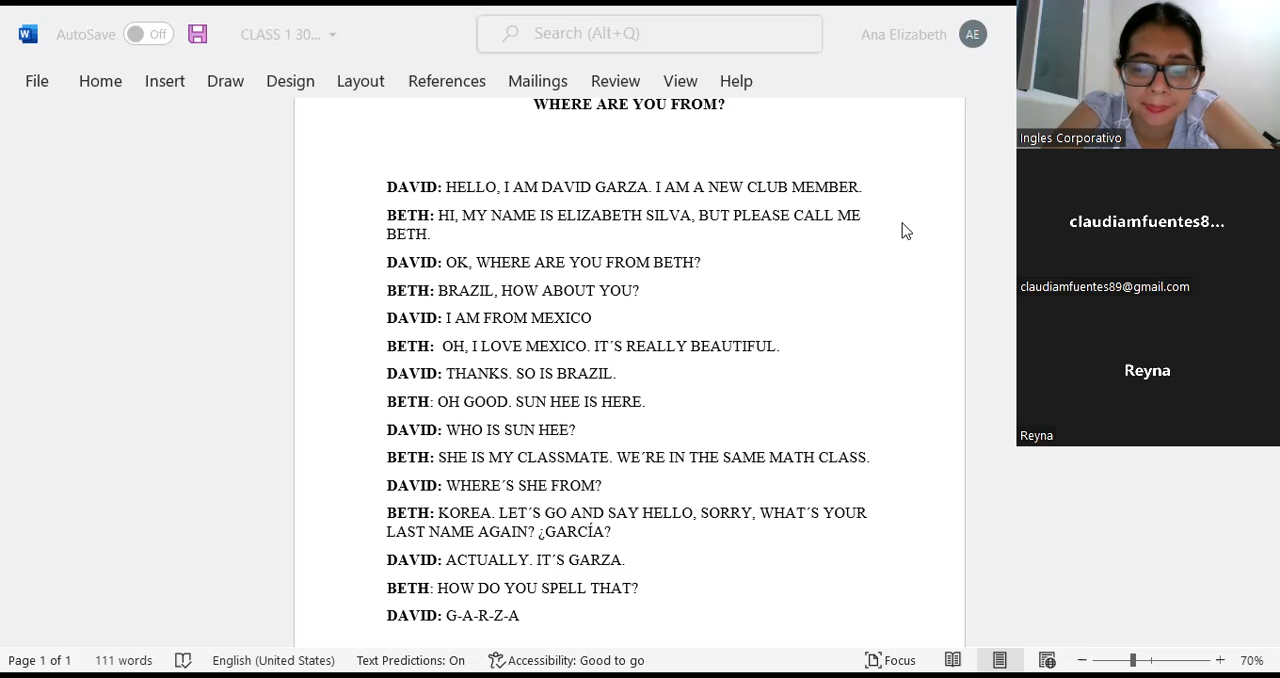 AutoSave Off CLASS 1 30... Search (Alt+Q) Ana Elizabeth AE
File Home Insert Draw Design Layout References Mailings Review View Help
WHERE ARE YOU FROM?
DAVID: HELLO, I AM DAVID GARZA. I AM A NEW CLUB MEMBER.
BETH: HI, MY NAME IS ELIZABETH SILVA, BUT PLEASE CALL ME
BETH.
DAVID: OK, WHERE ARE YOU FROM BETH?
BETH: BRAZIL, HOW ABOUT YOU?
DAVID: I AM FROM MEXICO
BETH: OH, I LOVE MEXICO. IT´S REALLY BEAUTIFUL.
DAVID: THANKS. SO IS BRAZIL.
BETH: OH GOOD. SUN HEE IS HERE.
DAVID: WHO IS SUN HEE?
BETH: SHE IS MY CLASSMATE. WE´RE IN THE SAME MATH CLASS.
DAVID: WHERE´S SHE FROM?
BETH: KOREA. LET´S GO AND SAY HELLO, SORRY, WHAT´S YOUR
LAST NAME AGAIN? ¿GARCÍA?
DAVID: ACTUALLY. IT´S GARZA.
BETH: HOW DO YOU SPELL THAT?
DAVID: G-A-R-Z-A
Page 1 of 1 111 words English (United States) Text Predictions: On Accessibility: Good to go Focus 70%
Ingles Corporativo
claudiamfuentes8...
claudiamfuentes89@gmail.com
Reyna
Reyna